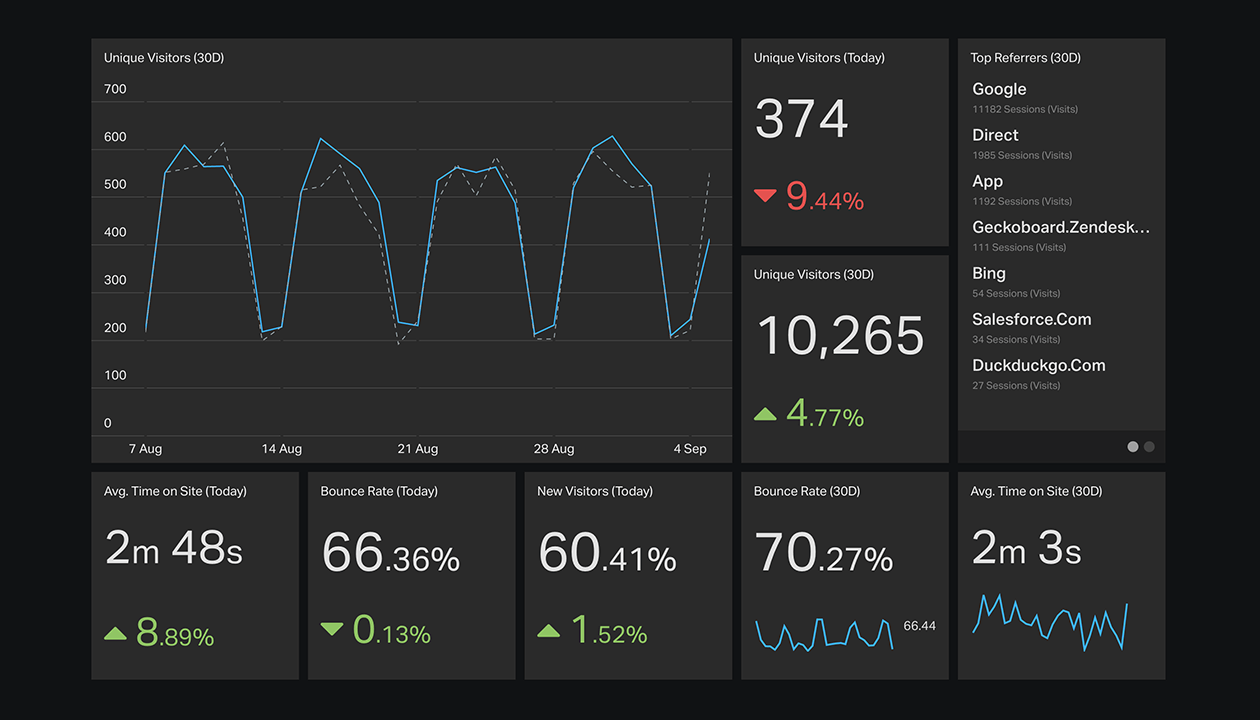 Unique Visitors (30D)
700
600
500
400
300
200
100
0
7 Aug
14 Aug
21 Aug
28 Aug
4 Sep
Unique Visitors (Today)
374
9.44%
Unique Visitors (30D)
10,265
4.77%
Top Referrers (30D)
Google
11182 Sessions (Visits)
Direct
1985 Sessions (Visits)
App
1192 Sessions (Visits)
Geckoboard.Zendesk...
111 Sessions (Visits)
Bing
54 Sessions (Visits)
Salesforce.Com
34 Sessions (Visits)
Duckduckgo.Com
27 Sessions (Visits)
Avg. Time on Site (Today)
2m 48s
8.89%
Bounce Rate (Today)
66.36%
0.13%
New Visitors (Today)
60.41%
1.52%
Bounce Rate (30D)
70.27%
66.44
Avg. Time on Site (30D)
2m 3s